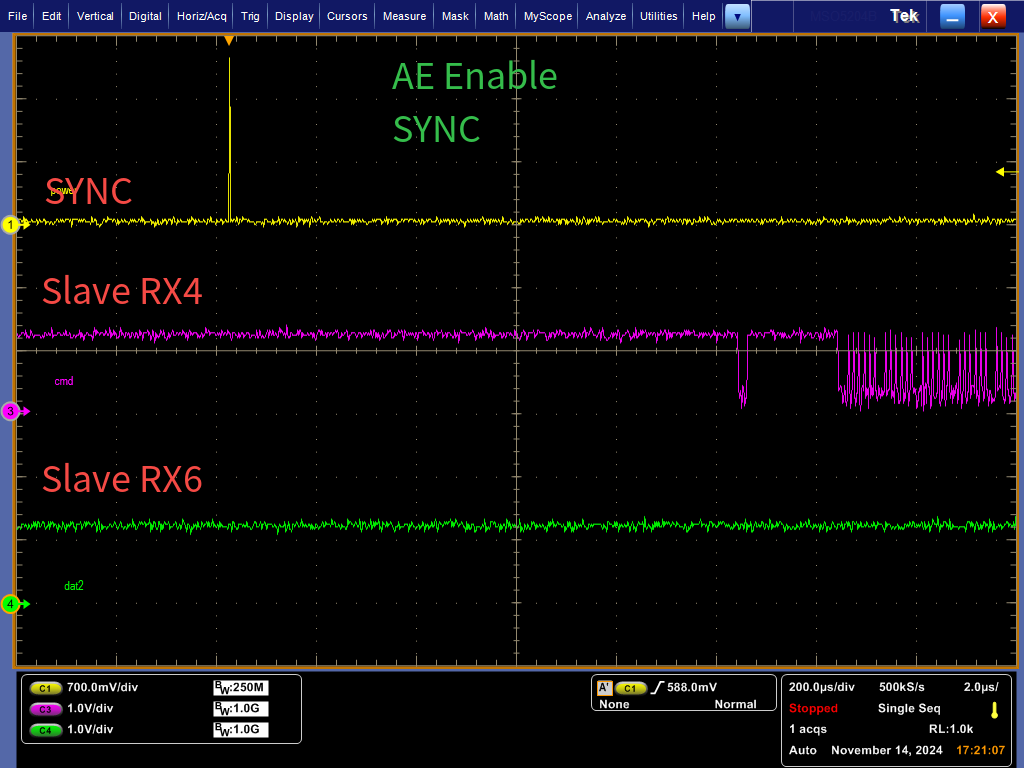 File Edit Vertical Digital Horiz/Acq Trig Display Cursors Measure Mask Math MyScope Analyze Utilities Help Tek X
AE Enable
SYNC
SYNC
power
1
Slave RX4
cmd
3
Slave RX6
dat2
4
C1 700.0mV/div BW:250M
C3 1.0V/div BW:1.0G
C4 1.0V/div BW:1.0G
A' C1 588.0mV
None Normal
200.0µs/div 500kS/s 2.0µs/
Stopped Single Seq
1 acqs RL:1.0k
Auto November 14, 2024 17:21:07